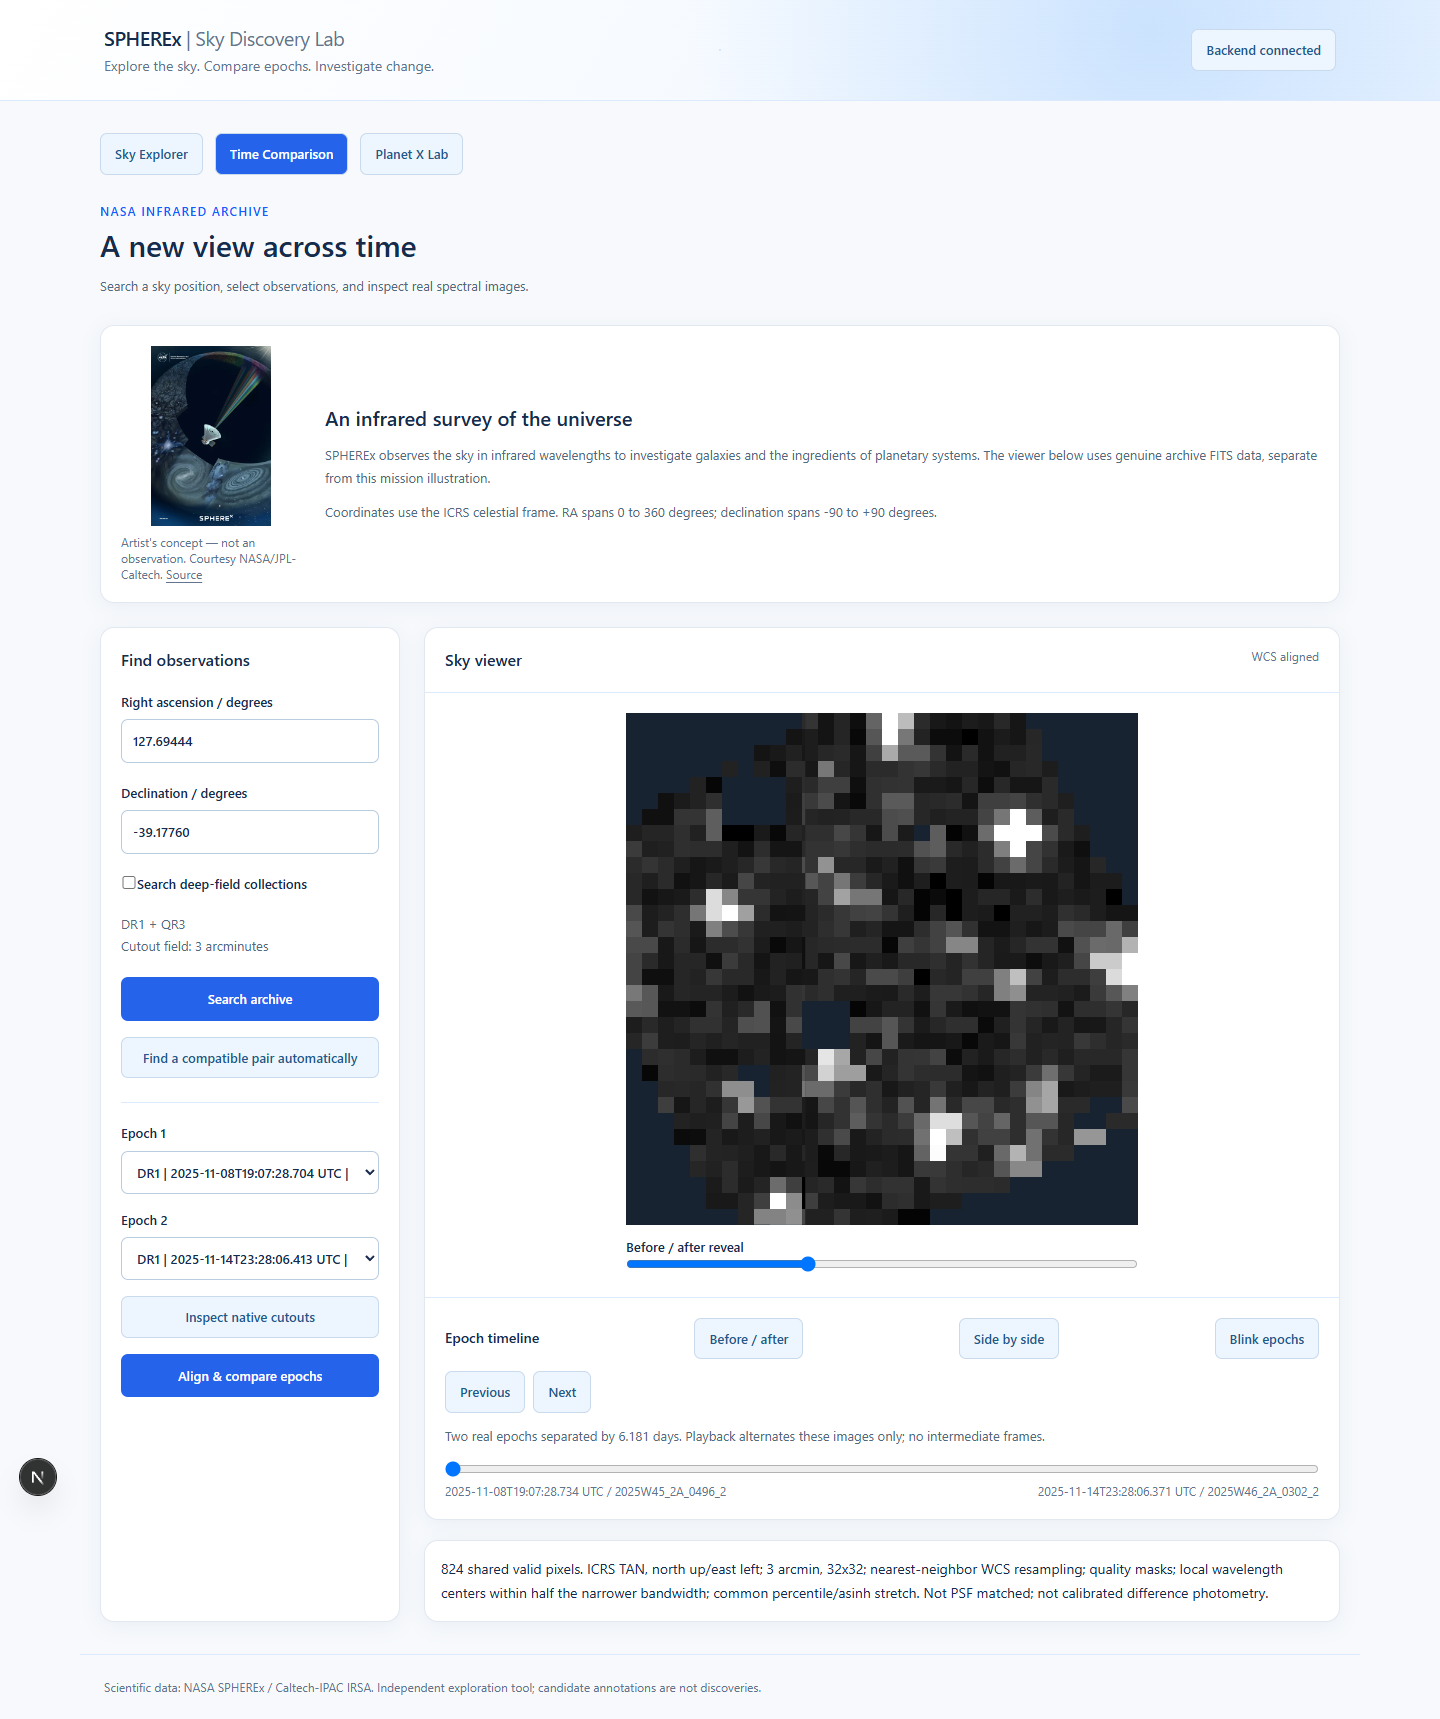 SPHEREx | Sky Discovery Lab
Explore the sky. Compare epochs. Investigate change.
Backend connected
Sky Explorer
Time Comparison
Planet X Lab
NASA INFRARED ARCHIVE
A new view across time
Search a sky position, select observations, and inspect real spectral images.
SPHEREx
Artist's concept — not an
observation. Courtesy NASA/JPL-
Caltech. Source
An infrared survey of the universe
SPHEREx observes the sky in infrared wavelengths to investigate galaxies and the ingredients of planetary systems. The viewer below uses genuine archive FITS data, separate
from this mission illustration.
Coordinates use the ICRS celestial frame. RA spans 0 to 360 degrees; declination spans -90 to +90 degrees.
Find observations
Right ascension / degrees
127.69444
Declination / degrees
-39.17760
Search deep-field collections
DR1 + QR3
Cutout field: 3 arcminutes
Search archive
Find a compatible pair automatically
Epoch 1
DR1 | 2025-11-08T19:07:28.704 UTC |
Epoch 2
DR1 | 2025-11-14T23:28:06.413 UTC |
Inspect native cutouts
Align & compare epochs
Sky viewer
WCS aligned
Before / after reveal
Epoch timeline
Before / after
Side by side
Blink epochs
Previous
Next
Two real epochs separated by 6.181 days. Playback alternates these images only; no intermediate frames.
2025-11-08T19:07:28.734 UTC / 2025W45_2A_0496_2
2025-11-14T23:28:06.371 UTC / 2025W46_2A_0302_2
824 shared valid pixels. ICRS TAN, north up/east left; 3 arcmin, 32x32; nearest-neighbor WCS resampling; quality masks; local wavelength
centers within half the narrower bandwidth; common percentile/asinh stretch. Not PSF matched; not calibrated difference photometry.
N
Scientific data: NASA SPHEREx / Caltech-IPAC IRSA. Independent exploration tool; candidate annotations are not discoveries.